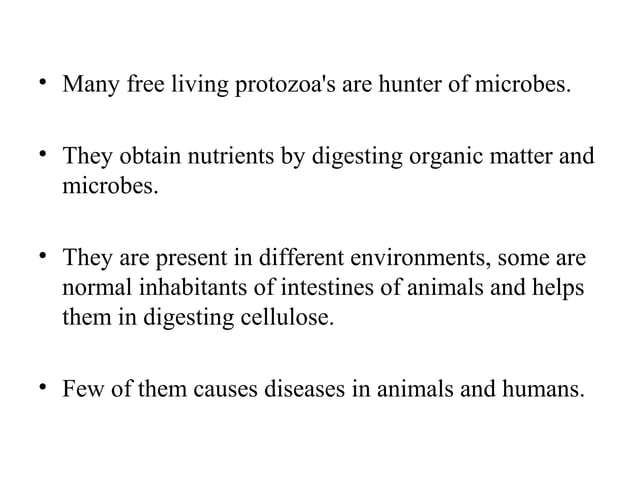 • Many free living protozoa's are hunter of microbes.
• They obtain nutrients by digesting organic matter and
microbes.
• They are present in different environments, some are
normal inhabitants of intestines of animals and helps
them in digesting cellulose.
• Few of them causes diseases in animals and humans.